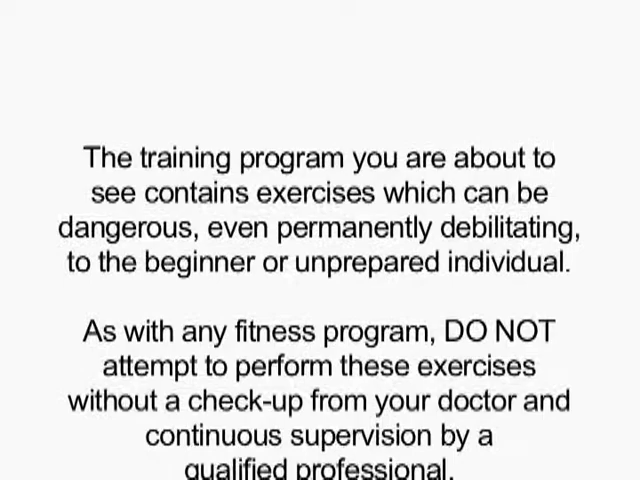 The training program you are about to
see contains exercises which can be
dangerous, even permanently debilitating,
to the beginner or unprepared individual.
As with any fitness program, DO NOT
attempt to perform these exercises
without a check-up from your doctor and
continuous supervision by a
qualified professional.